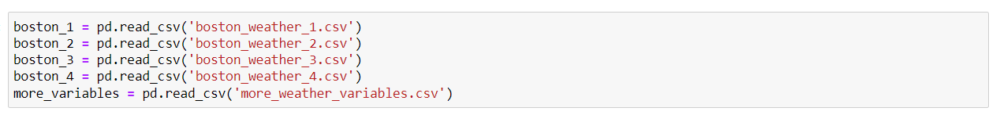 boston_1 = pd.read_csv('boston_weather_1.csv')
boston_2 = pd.read_csv('boston_weather_2.csv')
boston_3 = pd.read_csv('boston_weather_3.csv')
boston_4 = pd.read_csv('boston_weather_4.csv')
more_variables = pd.read_csv('more_weather_variables.csv')